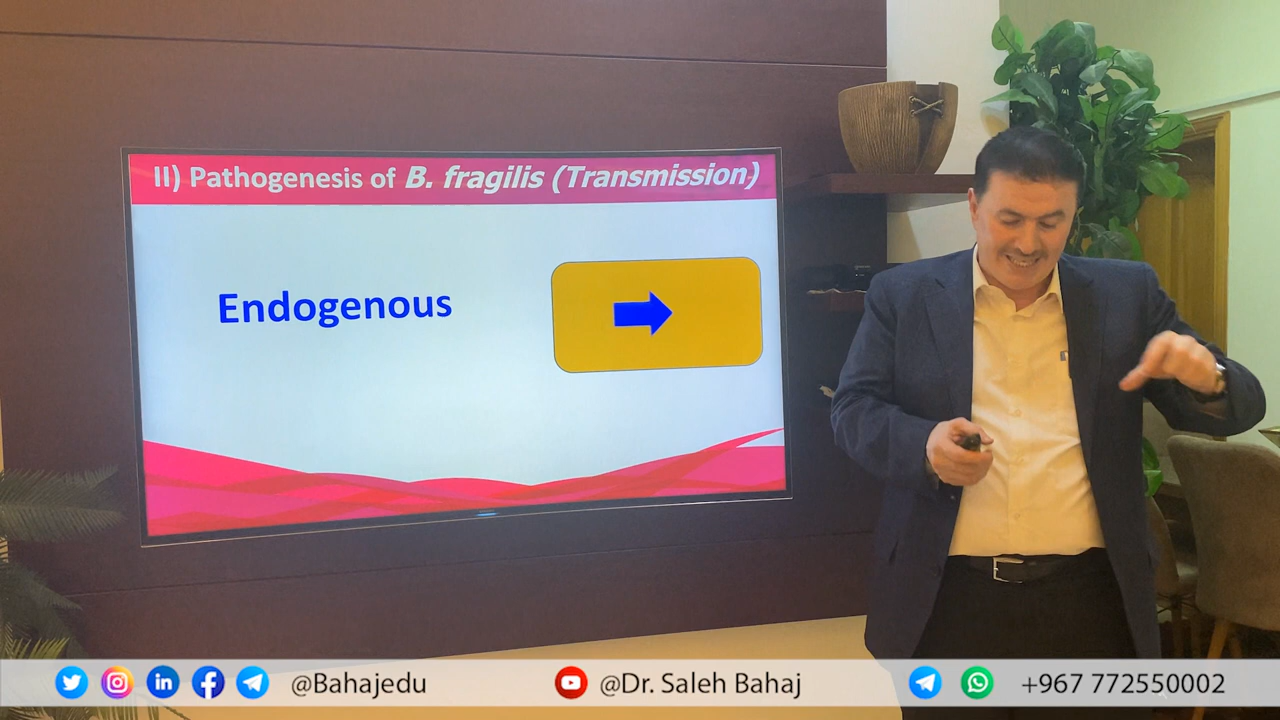 II) Pathogenesis of B. fragilis (Transmission)
Endogenous
@Bahajedu
@Dr. Saleh Bahaj
+967 772550002